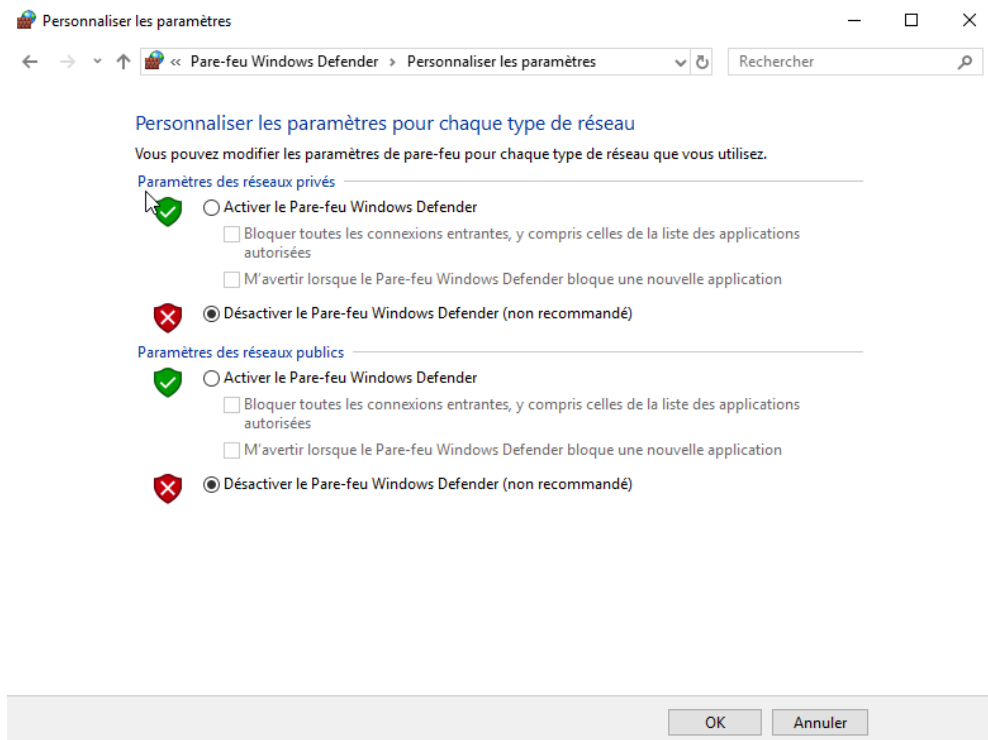 Personnaliser les paramètres
« Pare-feu Windows Defender › Personnaliser les paramètres
Rechercher
Personnaliser les paramètres pour chaque type de réseau
Vous pouvez modifier les paramètres de pare-feu pour chaque type de réseau que vous utilisez.
Paramètres des réseaux privés
Activer le Pare-feu Windows Defender
Bloquer toutes les connexions entrantes, y compris celles de la liste des applications
autorisées
M'avertir lorsque le Pare-feu Windows Defender bloque une nouvelle application
Désactiver le Pare-feu Windows Defender (non recommandé)
Paramètres des réseaux publics
Activer le Pare-feu Windows Defender
Bloquer toutes les connexions entrantes, y compris celles de la liste des applications
autorisées
M'avertir lorsque le Pare-feu Windows Defender bloque une nouvelle application
Désactiver le Pare-feu Windows Defender (non recommandé)
OK
Annuler